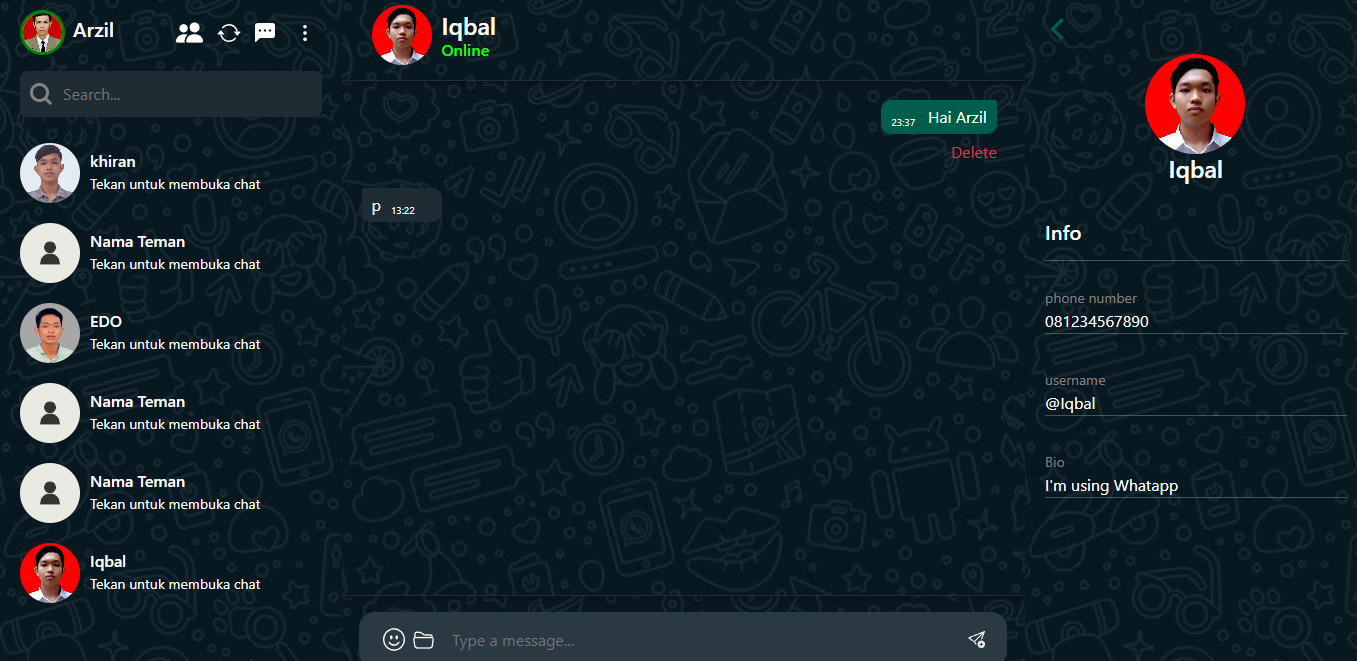 Arzil
Search...
khiran
Tekan untuk membuka chat
Nama Teman
Tekan untuk membuka chat
EDO
Tekan untuk membuka chat
Nama Teman
Tekan untuk membuka chat
Nama Teman
Tekan untuk membuka chat
Iqbal
Tekan untuk membuka chat
Iqbal
Online
23:37 Hai Arzil
Delete
p 13:22
Type a message...
Iqbal
Info
phone number
081234567890
username
@Iqbal
Bio
I'm using Whatapp